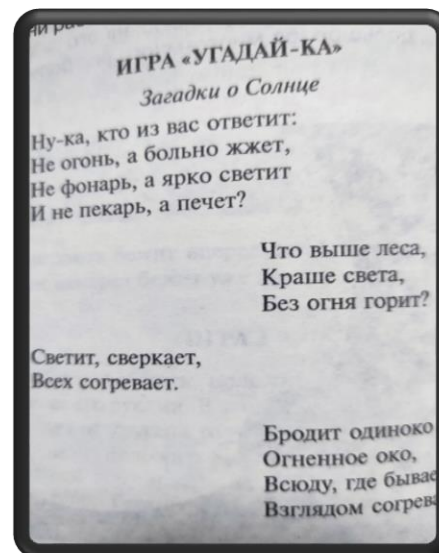 ИГРА «УГАДАЙ-КА»
Загадки о Солнце
Ну-ка, кто из вас ответит:
Не огонь, а больно жжет,
Не фонарь, а ярко светит
И не пекарь, а печет?
Что выше леса,
Краше света,
Без огня горит?
Светит, сверкает,
Всех согревает.
Бродит одиноко
Огненное око,
Всюду, где бывае
Взглядом согрева